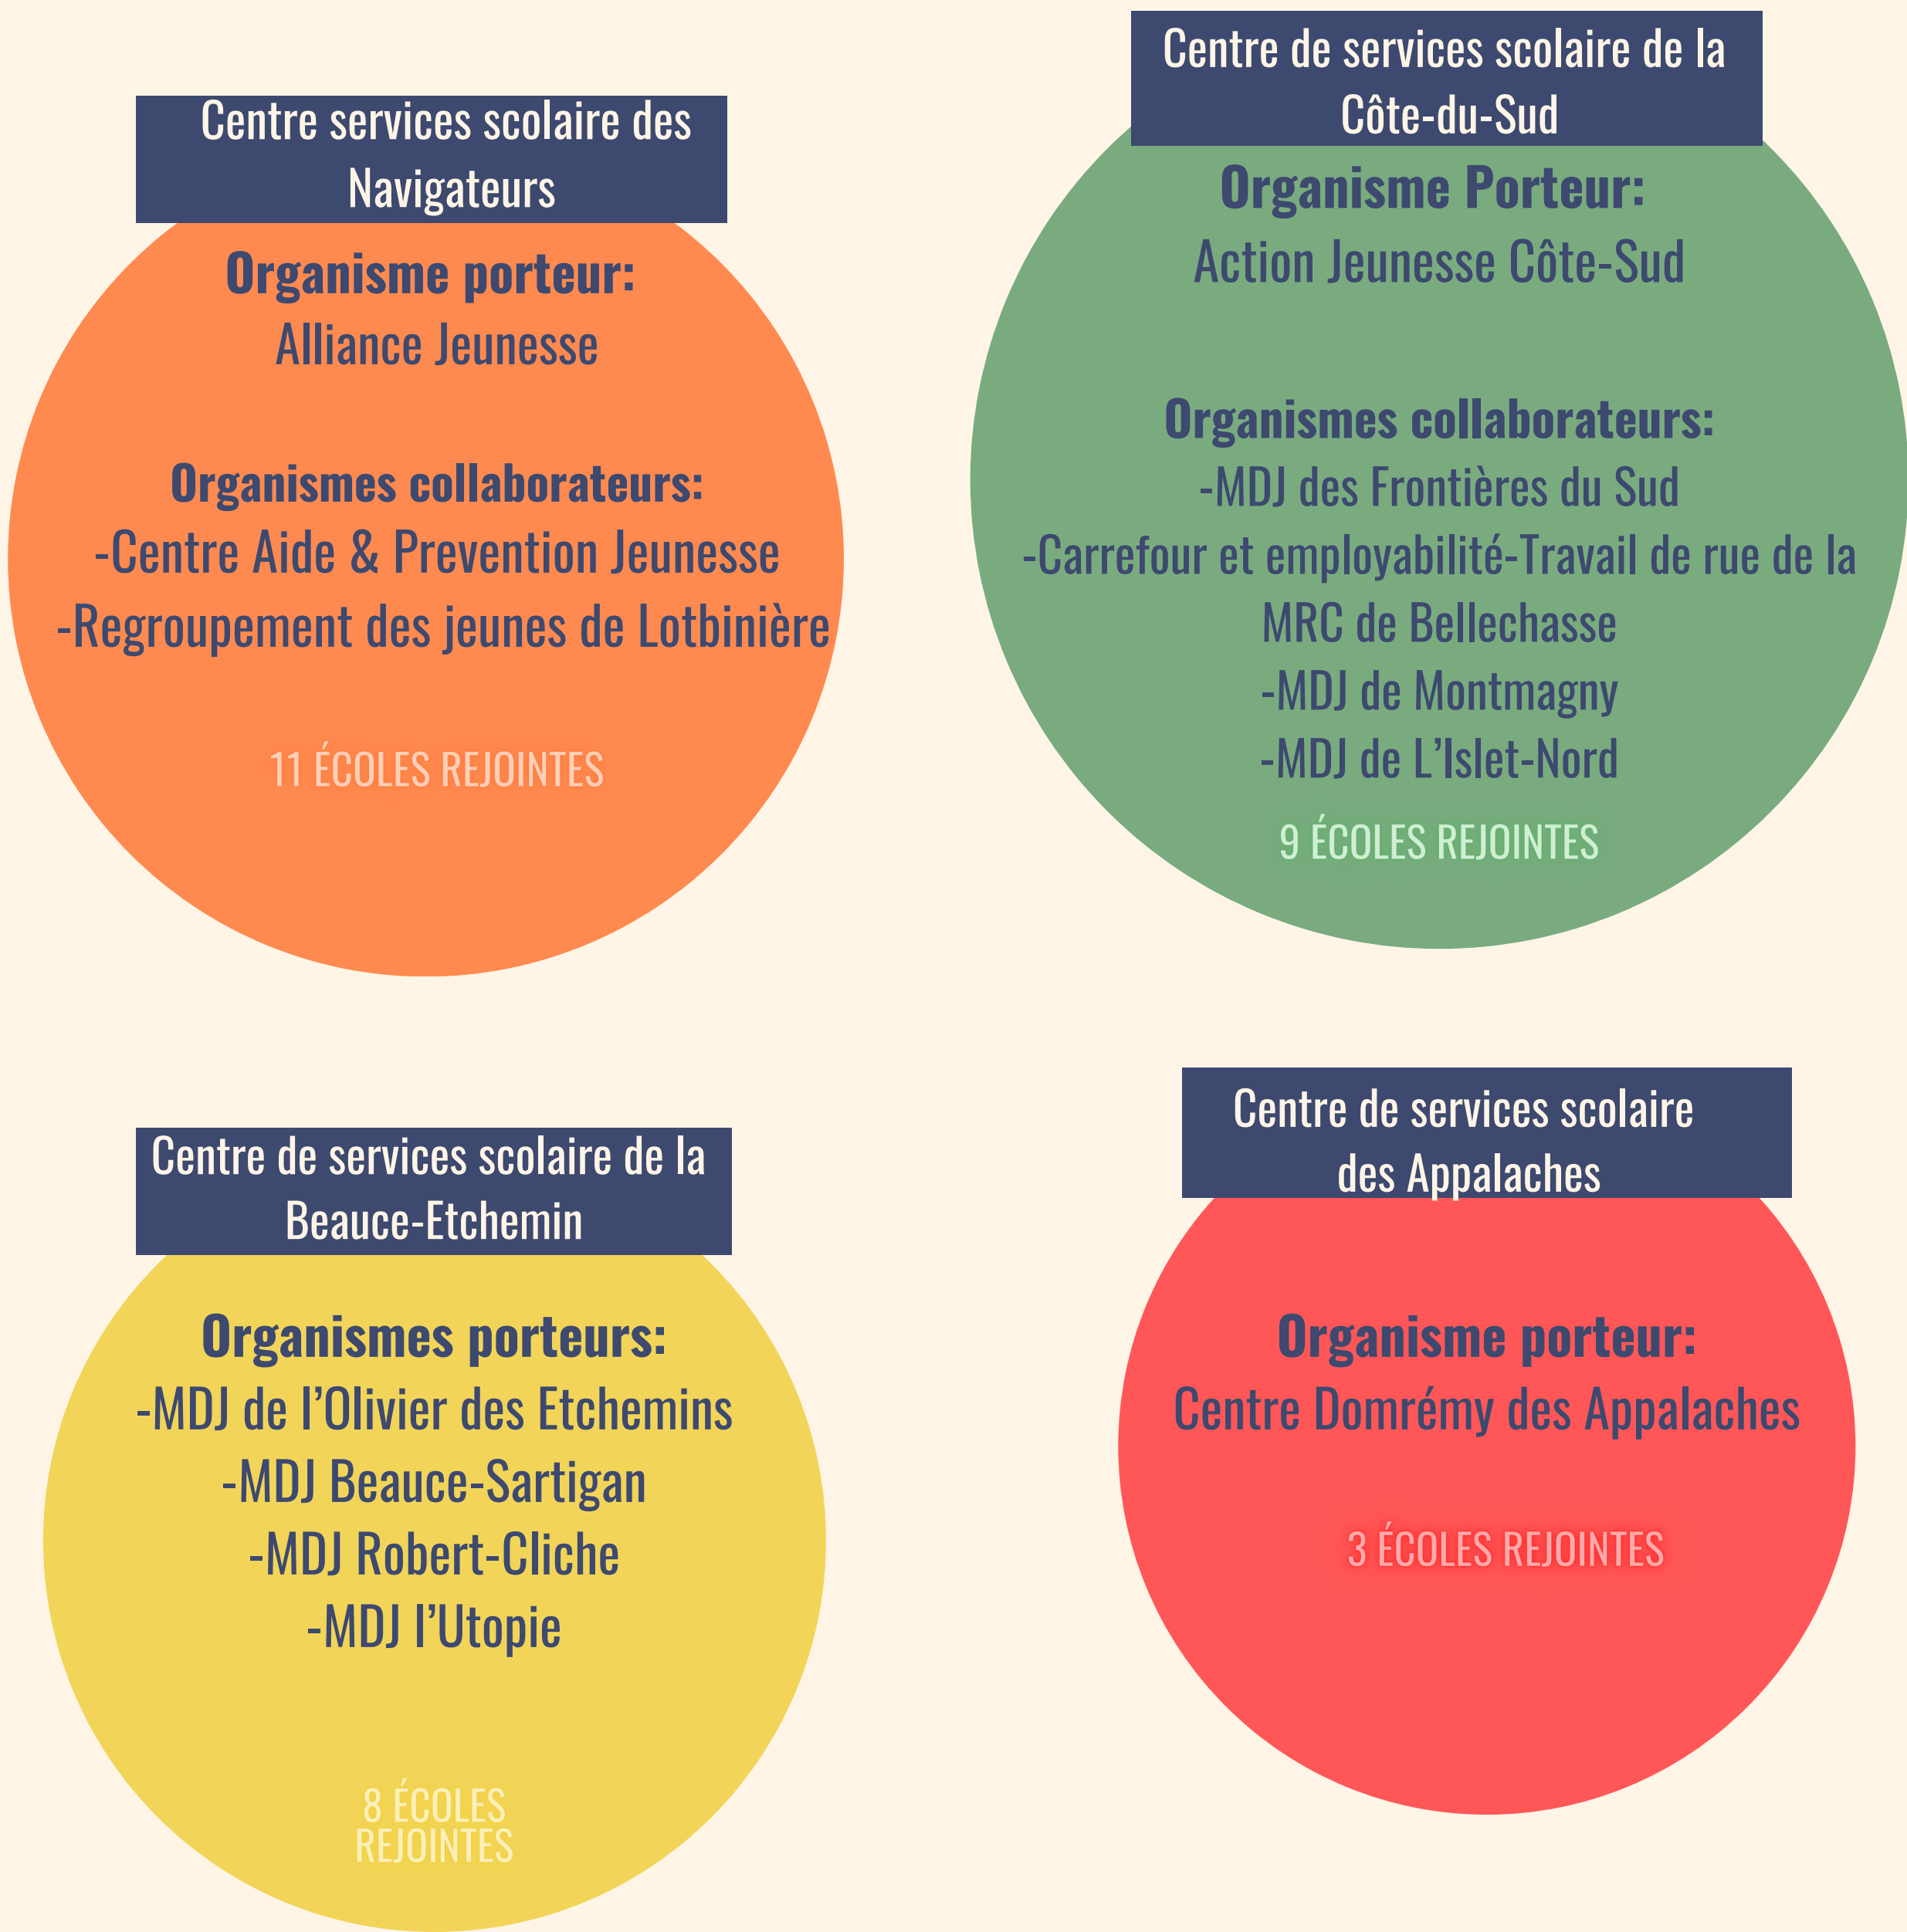 Centre services scolaire des
Navigateurs
Organisme porteur:
Alliance Jeunesse
Organismes collaborateurs:
-Centre Aide & Prevention Jeunesse
-Regroupement des jeunes de Lotbinière
11 ÉCOLES REJOINTES
Centre de services scolaire de la
Côte-du-Sud
Organisme Porteur:
Action Jeunesse Côte-Sud
Organismes collaborateurs:
-MDJ des Frontières du Sud
-Carrefour et employabilité-Travail de rue de la
MRC de Bellechasse
-MDJ de Montmagny
-MDJ de L’Islet-Nord
9 ÉCOLES REJOINTES
Centre de services scolaire de la
Beauce-Etchemin
Organismes porteurs:
-MDJ de l’Olivier des Etchemins
-MDJ Beauce-Sartigan
-MDJ Robert-Cliche
-MDJ l’Utopie
8 ÉCOLES
REJOINTES
Centre de services scolaire
des Appalaches
Organisme porteur:
Centre Domrémy des Appalaches
3 ÉCOLES REJOINTES